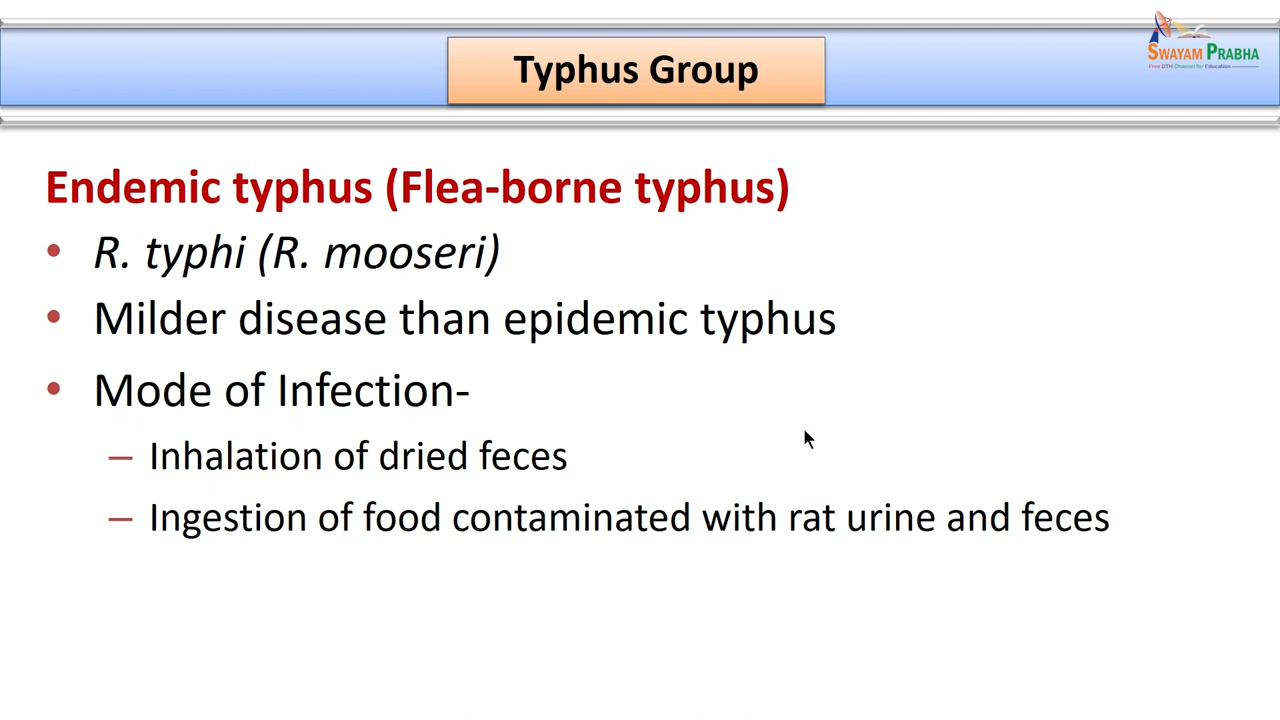 Typhus Group
SWAYAM PRABHA
Free DTH Channel for Education
Endemic typhus (Flea-borne typhus)
• R. typhi (R. mooseri)
• Milder disease than epidemic typhus
• Mode of Infection-
– Inhalation of dried feces
– Ingestion of food contaminated with rat urine and feces